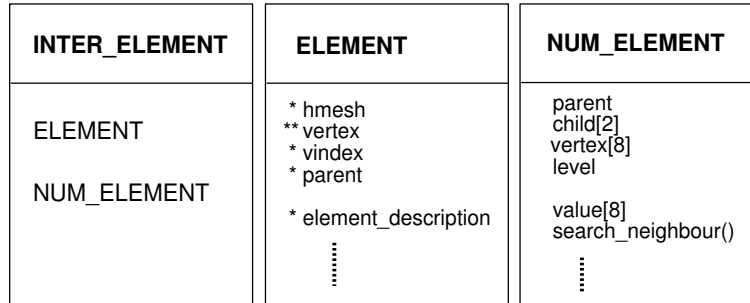 INTER_ELEMENT
ELEMENT
NUM_ELEMENT
ELEMENT
* hmesh
** vertex
* vindex
* parent
* element_description
NUM_ELEMENT
parent
child[2]
vertex[8]
level
value[8]
search_neighbour()